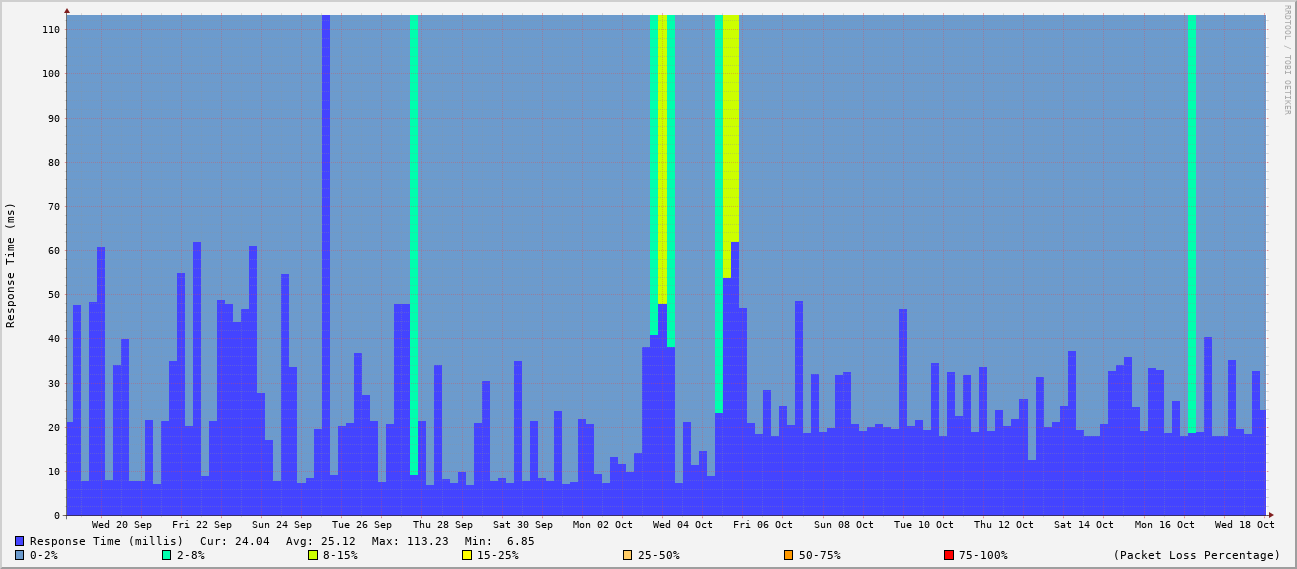 RRDTOOL / TOBI OETIKER
Response Time (ms)
110
100
90
80
70
60
50
40
30
20
10
0
Wed 20 Sep Fri 22 Sep Sun 24 Sep Tue 26 Sep Thu 28 Sep Sat 30 Sep Mon 02 Oct Wed 04 Oct Fri 06 Oct Sun 08 Oct Tue 10 Oct Thu 12 Oct Sat 14 Oct Mon 16 Oct Wed 18 Oct
Response Time (millis) Cur: 24.04 Avg: 25.12 Max: 113.23 Min: 6.85
0-2% 2-8% 8-15% 15-25% 25-50% 50-75% 75-100% (Packet Loss Percentage)